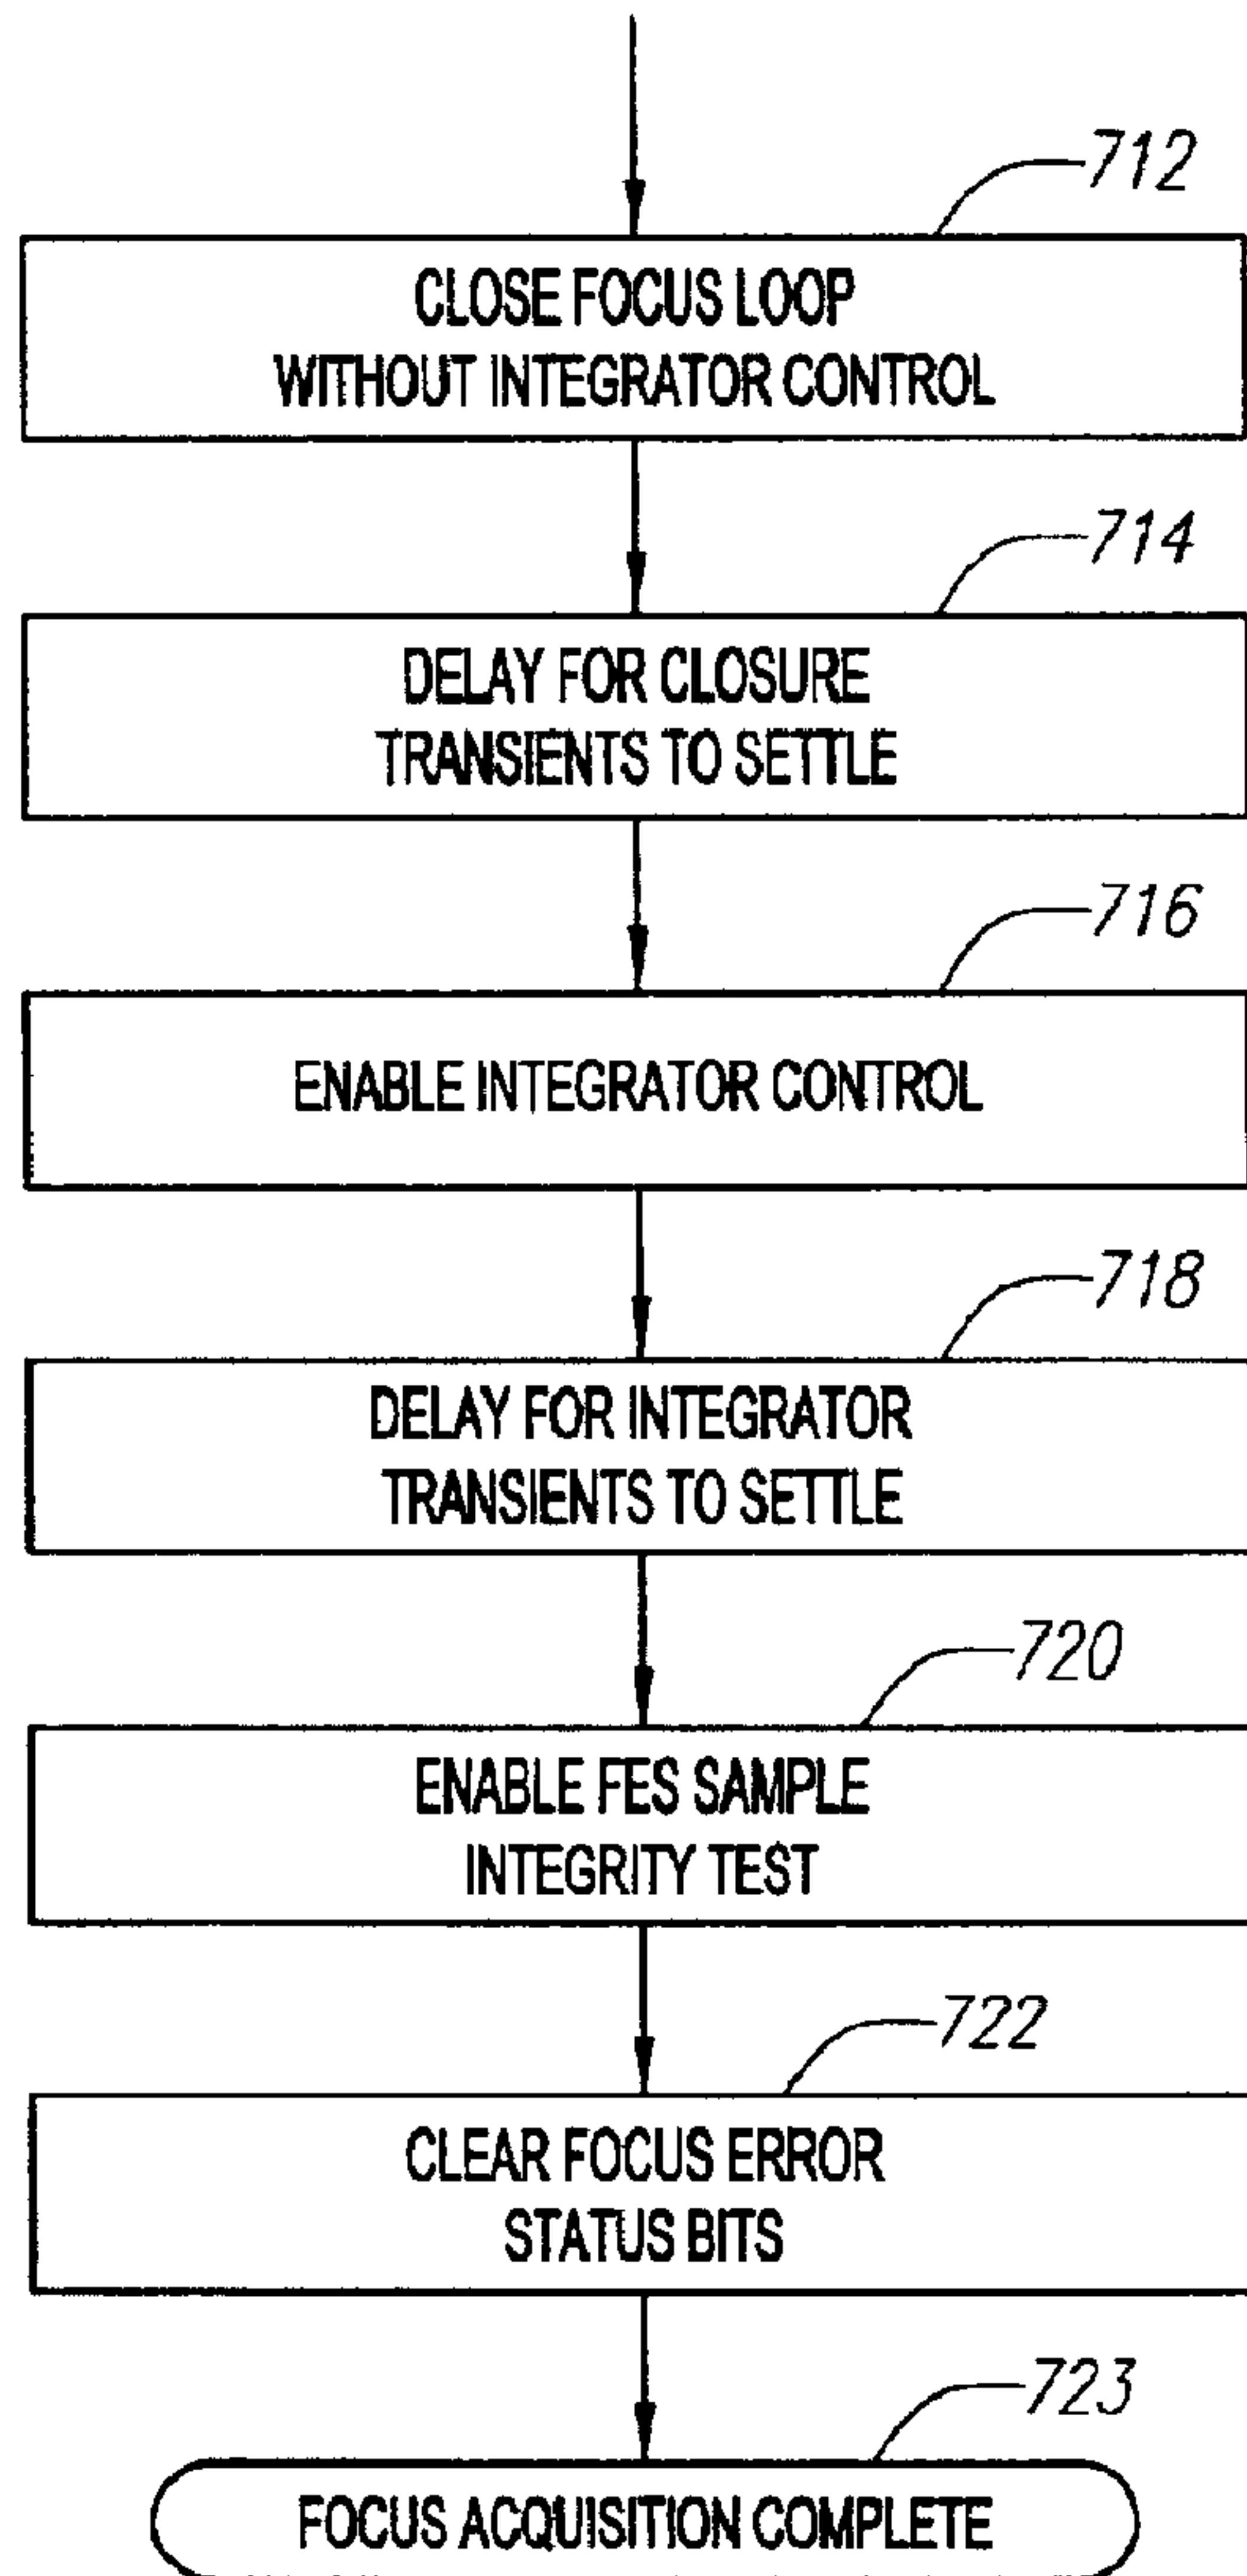 712
CLOSE FOCUS LOOP
WITHOUT INTEGRATOR CONTROL
714
DELAY FOR CLOSURE
TRANSIENTS TO SETTLE
716
ENABLE INTEGRATOR CONTROL
718
DELAY FOR INTEGRATOR
TRANSIENTS TO SETTLE
720
ENABLE FES SAMPLE
INTEGRITY TEST
722
CLEAR FOCUS ERROR
STATUS BITS
723
FOCUS ACQUISITION COMPLETE